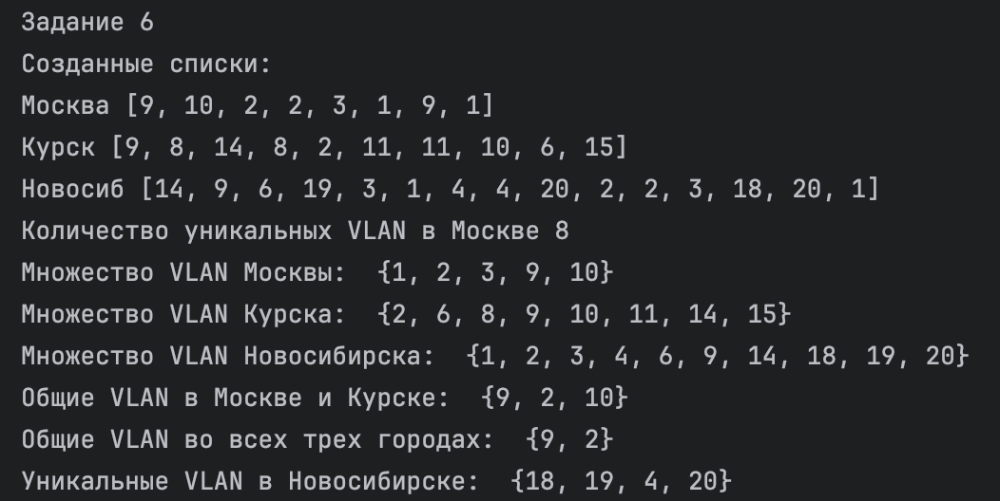 Задание 6
Созданные списки:
Москва [9, 10, 2, 2, 3, 1, 9, 1]
Курск [9, 8, 14, 8, 2, 11, 11, 10, 6, 15]
Новосиб [14, 9, 6, 19, 3, 1, 4, 4, 20, 2, 2, 3, 18, 20, 1]
Количество уникальных VLAN в Москве 8
Множество VLAN Москвы:  {1, 2, 3, 9, 10}
Множество VLAN Курска:  {2, 6, 8, 9, 10, 11, 14, 15}
Множество VLAN Новосибирска:  {1, 2, 3, 4, 6, 9, 14, 18, 19, 20}
Общие VLAN в Москве и Курске:  {9, 2, 10}
Общие VLAN во всех трех городах:  {9, 2}
Уникальные VLAN в Новосибирске:  {18, 19, 4, 20}